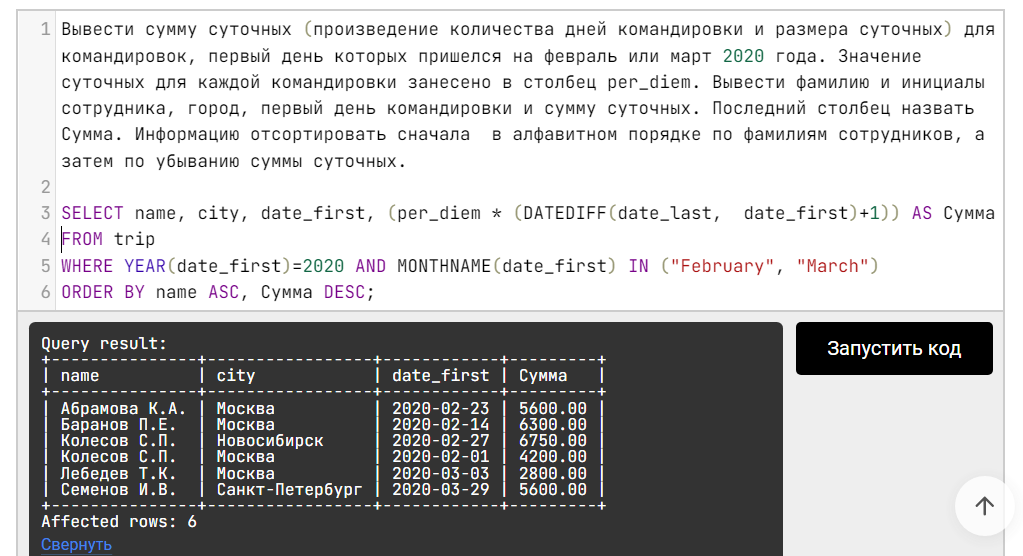 1 Вывести сумму суточных (произведение количества дней командировки и размера суточных) для
командировок, первый день которых пришелся на февраль или март 2020 года. Значение
суточных для каждой командировки занесено в столбец per_diem. Вывести фамилию и инициалы
сотрудника, город, первый день командировки и сумму суточных. Последний столбец назвать
Сумма. Информацию отсортировать сначала  в алфавитном порядке по фамилиям сотрудников, а
затем по убыванию суммы суточных.
2
3 SELECT name, city, date_first, (per_diem * (DATEDIFF(date_last,  date_first)+1)) AS Сумма
4 FROM trip
5 WHERE YEAR(date_first)=2020 AND MONTHNAME(date_first) IN ("February", "March")
6 ORDER BY name ASC, Сумма DESC;
Запустить код
Query result:
+---------------+-----------------+------------+---------+
| name          | city            | date_first | Сумма   |
+---------------+-----------------+------------+---------+
| Абрамова К.А. | Москва          | 2020-02-23 | 5600.00 |
| Баранов П.Е.  | Москва          | 2020-02-14 | 6300.00 |
| Колесов С.П.  | Новосибирск     | 2020-02-27 | 6750.00 |
| Колесов С.П.  | Москва          | 2020-02-01 | 4200.00 |
| Лебедев Т.К.  | Москва          | 2020-03-03 | 2800.00 |
| Семенов И.В.  | Санкт-Петербург | 2020-03-29 | 5600.00 |
+---------------+-----------------+------------+---------+
Affected rows: 6
Свернуть